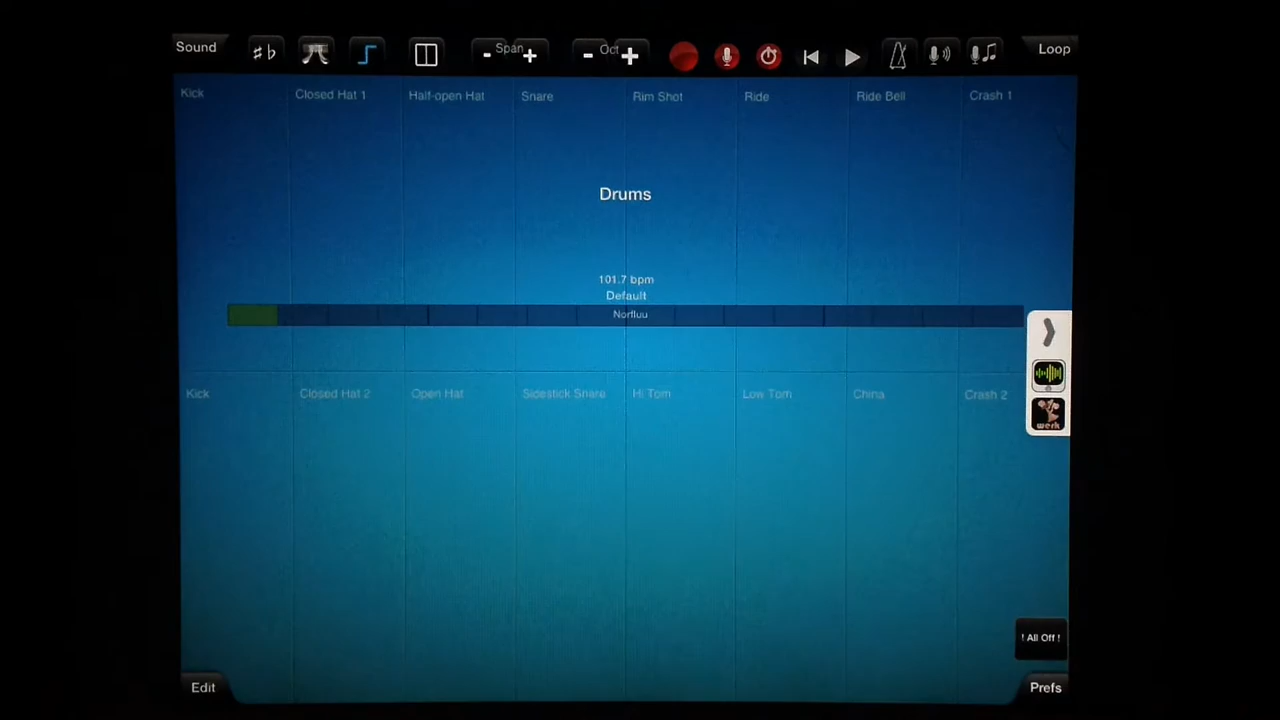 Sound
Span
Oct
Loop
Kick
Closed Hat 1
Half-open Hat
Snare
Rim Shot
Ride
Ride Bell
Crash 1
Drums
101.7 bpm
Default
Norfluu
werk
Kick
Closed Hat 2
Open Hat
Sidestick Snare
Hi Tom
Low Tom
China
Crash 2
! All Off !
Edit
Prefs